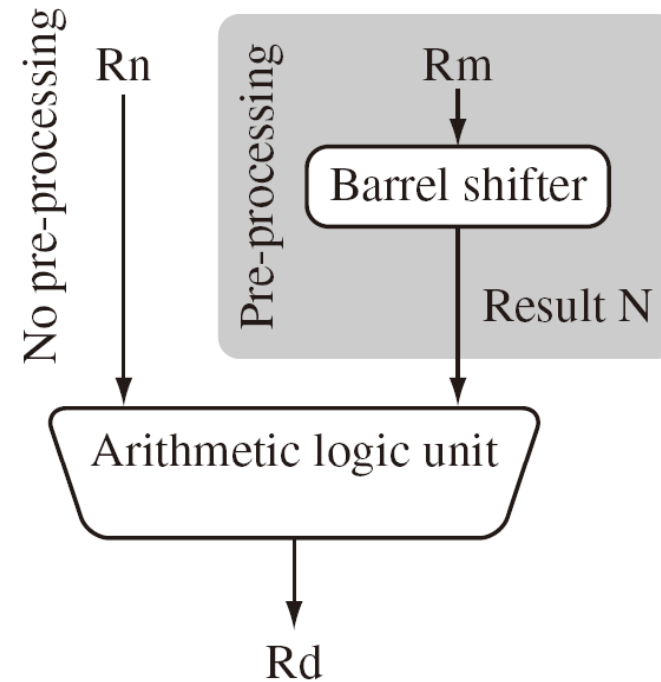 No pre-processing
Rn
Pre-processing
Rm
Barrel shifter
Result N
Arithmetic logic unit
Rd